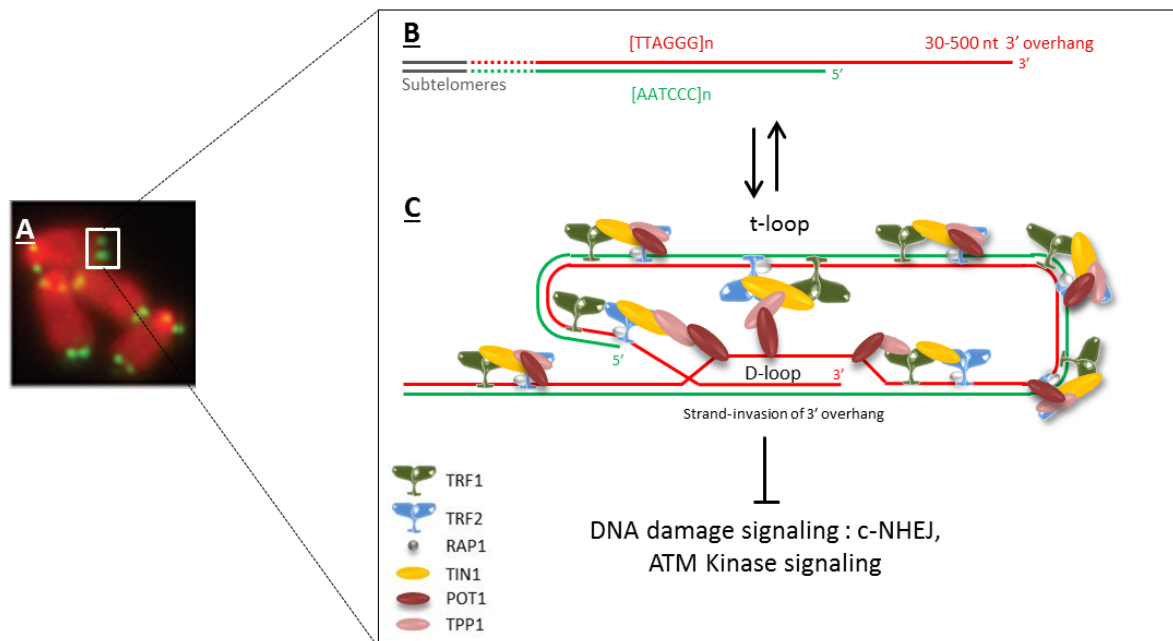 A
B
[TTAGGG]n
30-500 nt 3’ overhang
3’
5’
Subtelomeres
[AATCCC]n
C
t-loop
5’
D-loop
3’
Strand-invasion of 3’ overhang
TRF1
TRF2
RAP1
TIN1
POT1
TPP1
DNA damage signaling : c-NHEJ,
ATM Kinase signaling